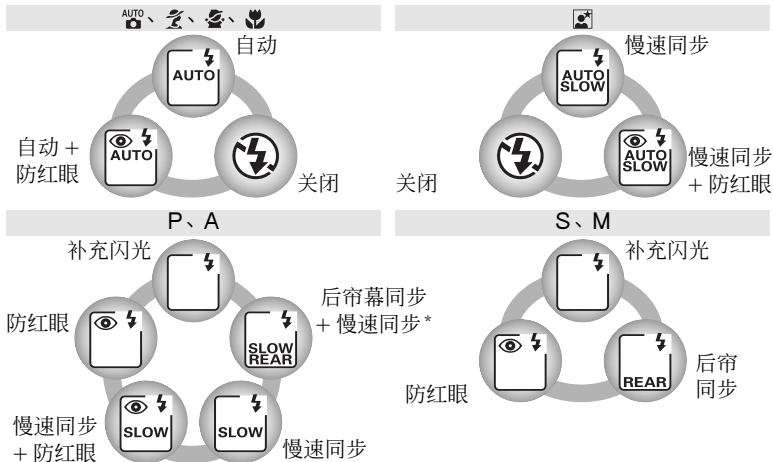 AUTO、
自动
AUTO
自动 +
防红眼
AUTO
关闭
慢速同步
AUTO
SLOW
关闭
AUTO
SLOW
慢速同步
+ 防红眼
P、A
补充闪光
防红眼
后帘幕同步
+ 慢速同步*
SLOW
REAR
慢速同步
+ 防红眼
SLOW
SLOW
慢速同步
S、M
补充闪光
防红眼
REAR
后帘
同步